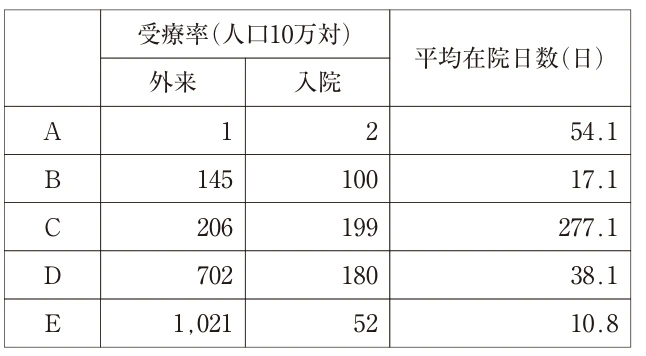 受療率(人口10万対) 平均在院日数(日)
外来 入院
A 1 2 54.1
B 145 100 17.1
C 206 199 277.1
D 702 180 38.1
E 1,021 52 10.8